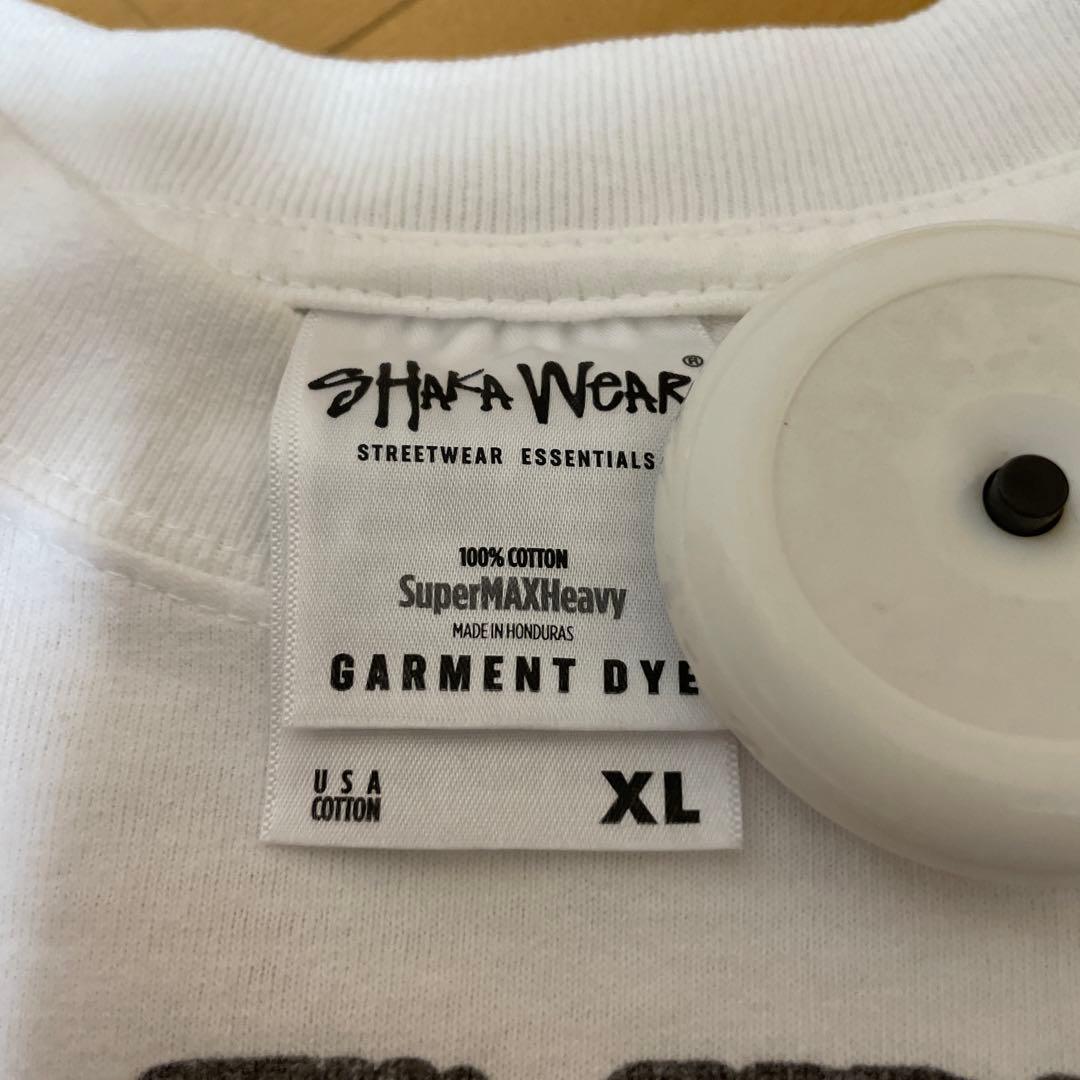 SHAKA WEAR®
STREETWEAR ESSENTIALS
100% COTTON
SuperMAXHeavy
MADE IN HONDURAS
GARMENT DYE
USA
COTTON
XL